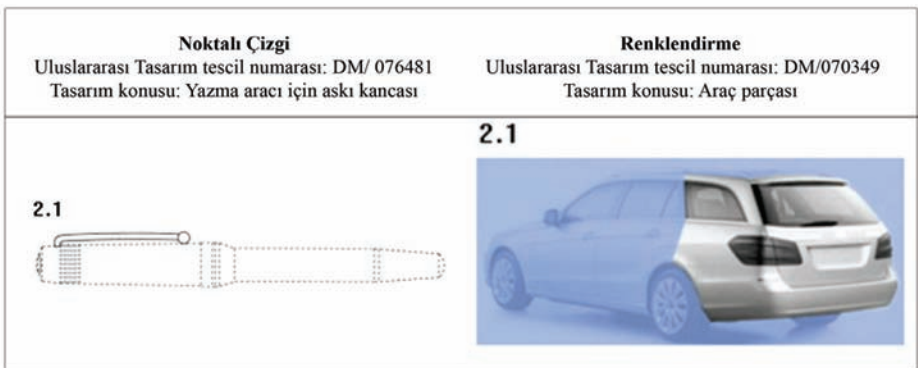 Noktalı Çizgi
Uluslararası Tasarım tescil numarası: DM/ 076481
Tasarım konusu: Yazma aracı için askı kancası
Renklendirme
Uluslararası Tasarım tescil numarası: DM/070349
Tasarım konusu: Araç parçası
2.1
2.1